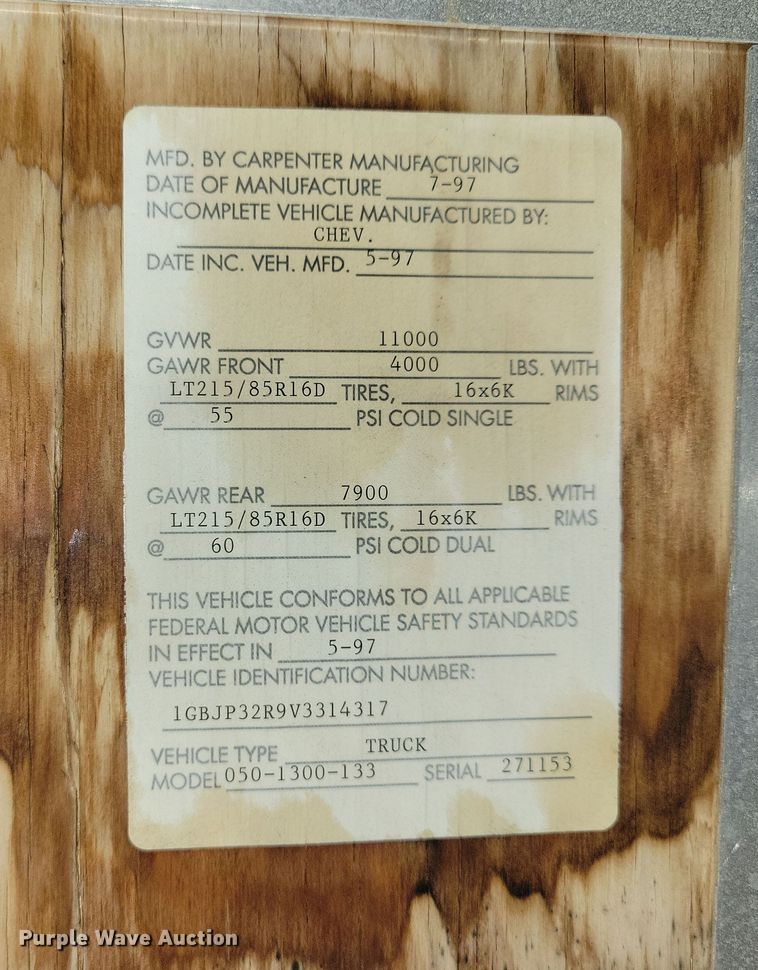 MFD. BY CARPENTER MANUFACTURING
DATE OF MANUFACTURE 7-97
INCOMPLETE VEHICLE MANUFACTURED BY:
CHEV.
DATE INC. VEH. MFD. 5-97
GVWR 11000
GAWR FRONT 4000 LBS. WITH
LT215/85R16D TIRES, 16x6K RIMS
@ 55 PSI COLD SINGLE
GAWR REAR 7900 LBS. WITH
LT215/85R16D TIRES, 16x6K RIMS
@ 60 PSI COLD DUAL
THIS VEHICLE CONFORMS TO ALL APPLICABLE
FEDERAL MOTOR VEHICLE SAFETY STANDARDS
IN EFFECT IN 5-97
VEHICLE IDENTIFICATION NUMBER:
1GBJP32R9V3314317
VEHICLE TYPE TRUCK
MODEL 050-1300-133 SERIAL 271153
Purple Wave Auction